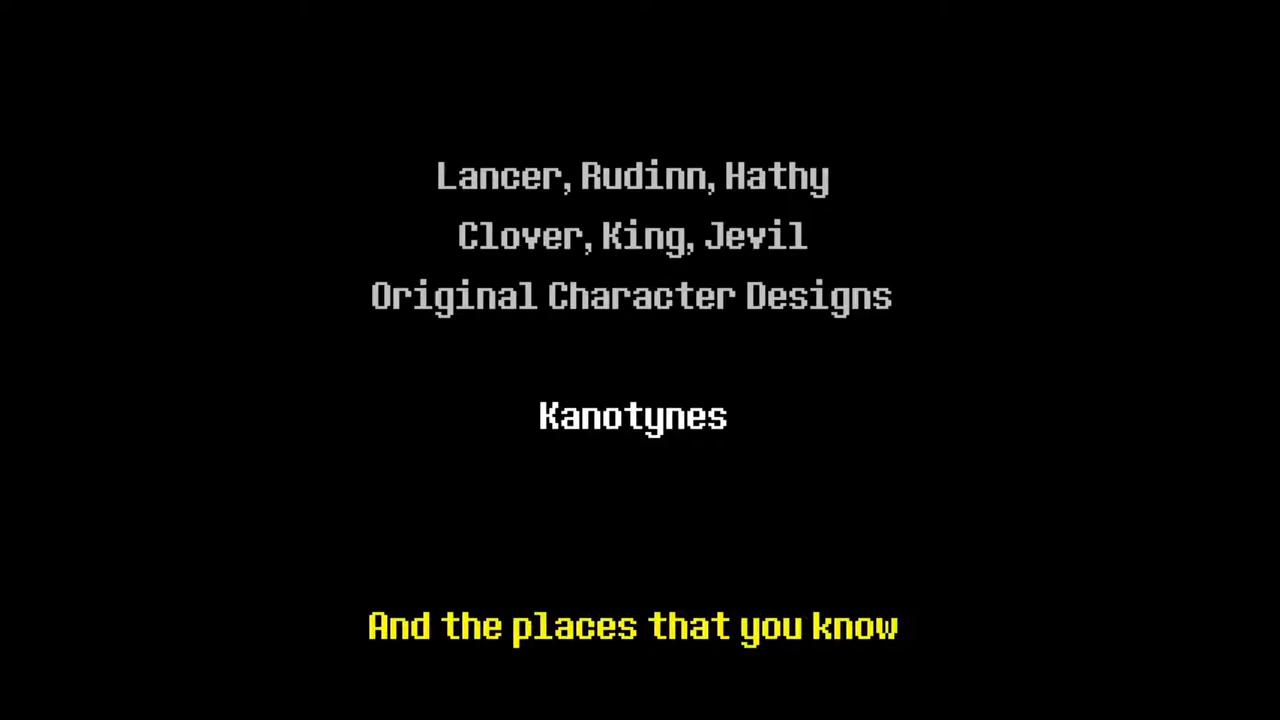 Lancer, Rudinn, Hathy
Clover, King, Jevil
Original Character Designs
Kanotynes
And the places that you know